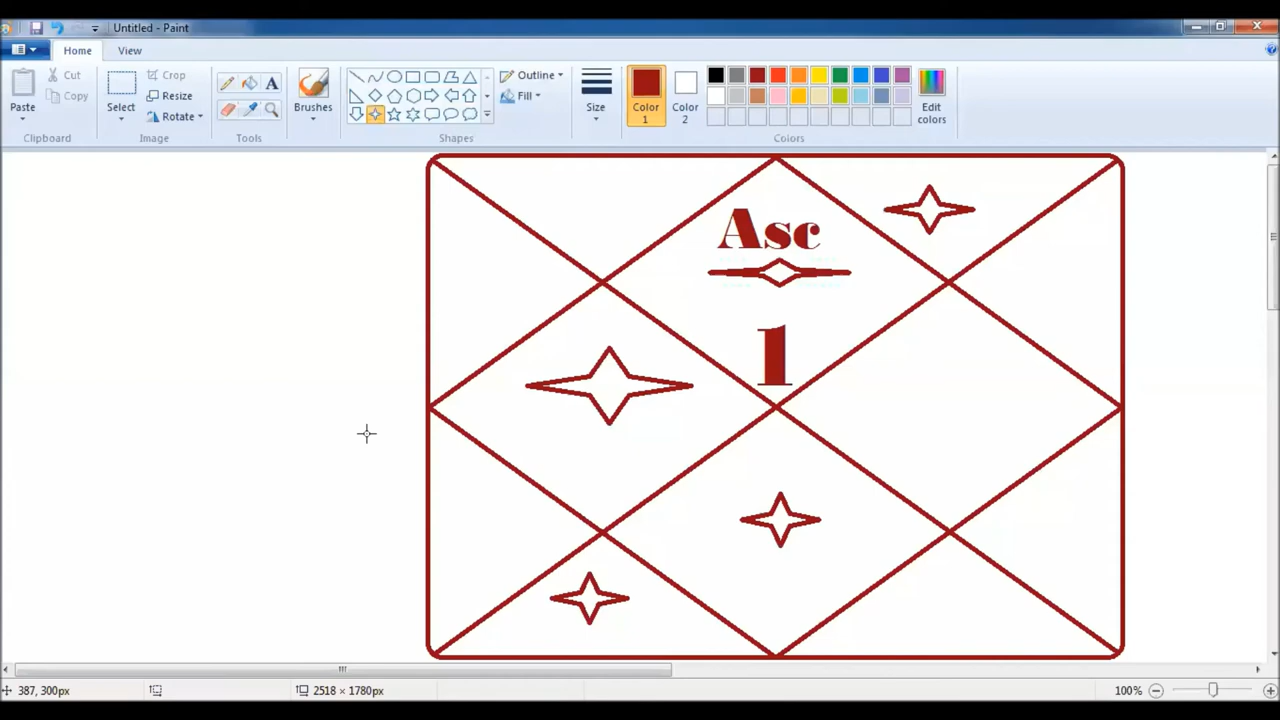 Untitled - Paint
Home View
Paste
Cut
Copy
Clipboard
Select
Crop
Resize
Rotate
Image
A
Tools
Brushes
Outline
Fill
Shapes
Size
Color 1
Color 2
Edit colors
Colors
Asc
1
387, 300px
2518 × 1780px
100%